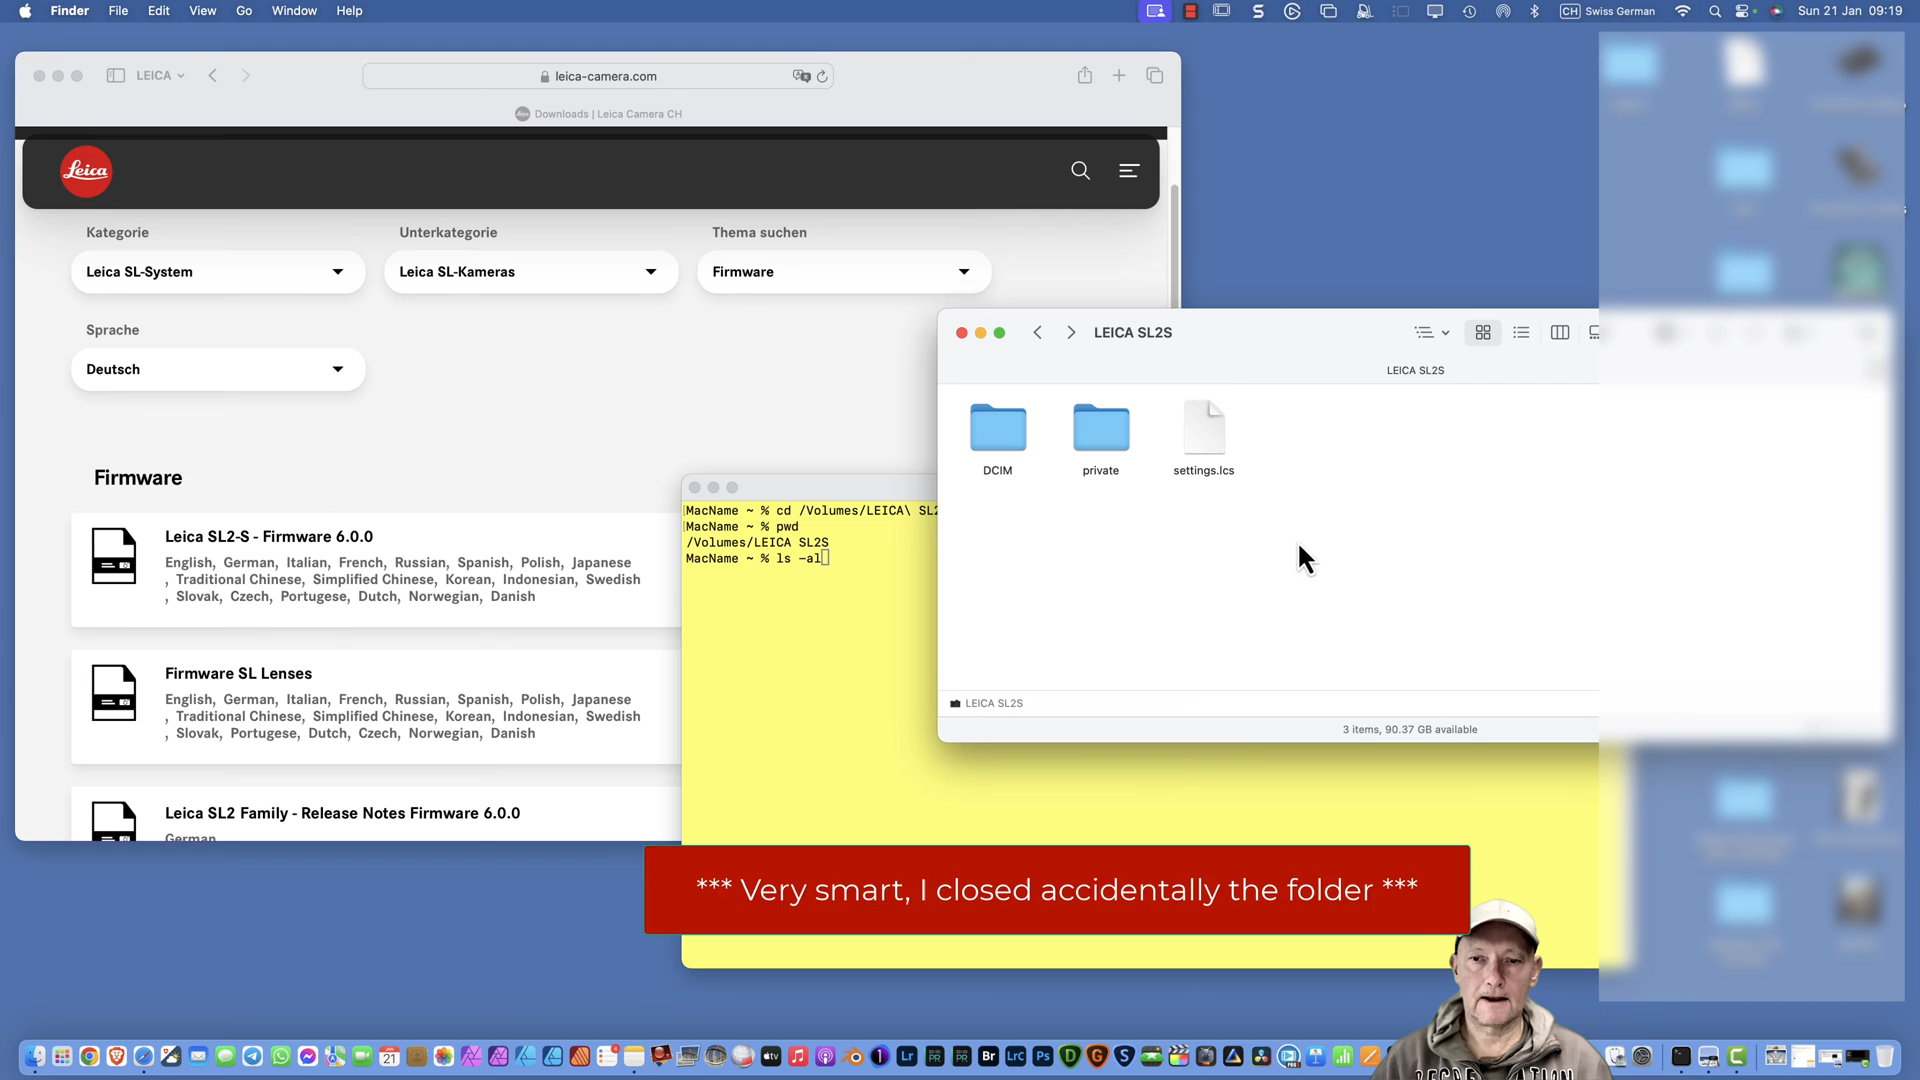 Finder File Edit View Go Window Help
CH Swiss German
Sun 21 Jan 09:19
LEICA
leica-camera.com
Downloads | Leica Camera CH
Leica
Kategorie
Unterkategorie
Thema suchen
Leica SL-System
Leica SL-Kameras
Firmware
Sprache
Deutsch
Firmware
Leica SL2-S - Firmware 6.0.0
English, German, Italian, French, Russian, Spanish, Polish, Japanese
, Traditional Chinese, Simplified Chinese, Korean, Indonesian, Swedish
, Slovak, Czech, Portugese, Dutch, Norwegian, Danish
Firmware SL Lenses
English, German, Italian, French, Russian, Spanish, Polish, Japanese
, Traditional Chinese, Simplified Chinese, Korean, Indonesian, Swedish
, Slovak, Portugese, Dutch, Czech, Norwegian, Danish
Leica SL2 Family - Release Notes Firmware 6.0.0
German
LEICA SL2S
LEICA SL2S
DCIM
private
settings.lcs
LEICA SL2S
3 items, 90.37 GB available
MacName ~ % cd /Volumes/LEICA\ SL2
MacName ~ % pwd
/Volumes/LEICA SL2S
MacName ~ % ls -al
*** Very smart, I closed accidentally the folder ***